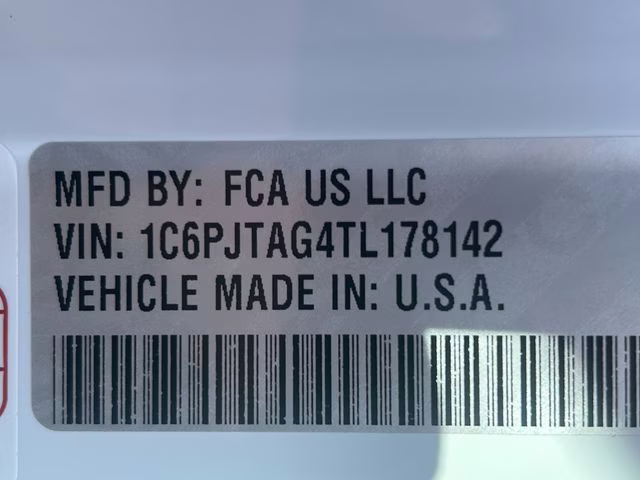 MFD BY: FCA US LLC
VIN: 1C6PJTAG4TL178142
VEHICLE MADE IN: U.S.A.